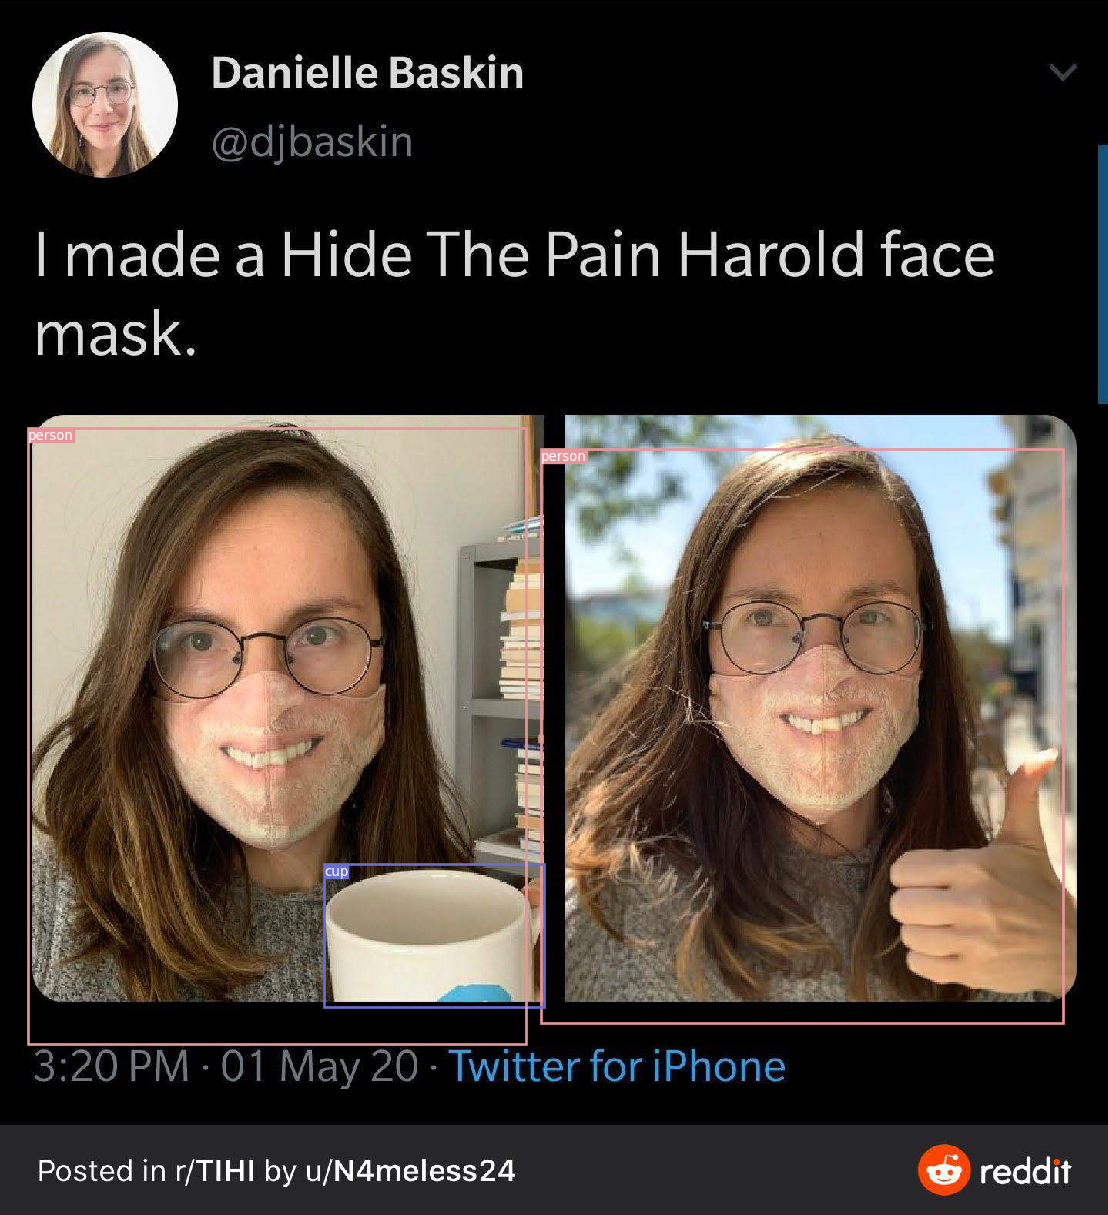 Danielle Baskin
@djbaskin
I made a Hide The Pain Harold face
mask.
person
person
cup
3:20 PM · 01 May 20 · Twitter for iPhone
Posted in r/TIHI by u/N4meless24
reddit